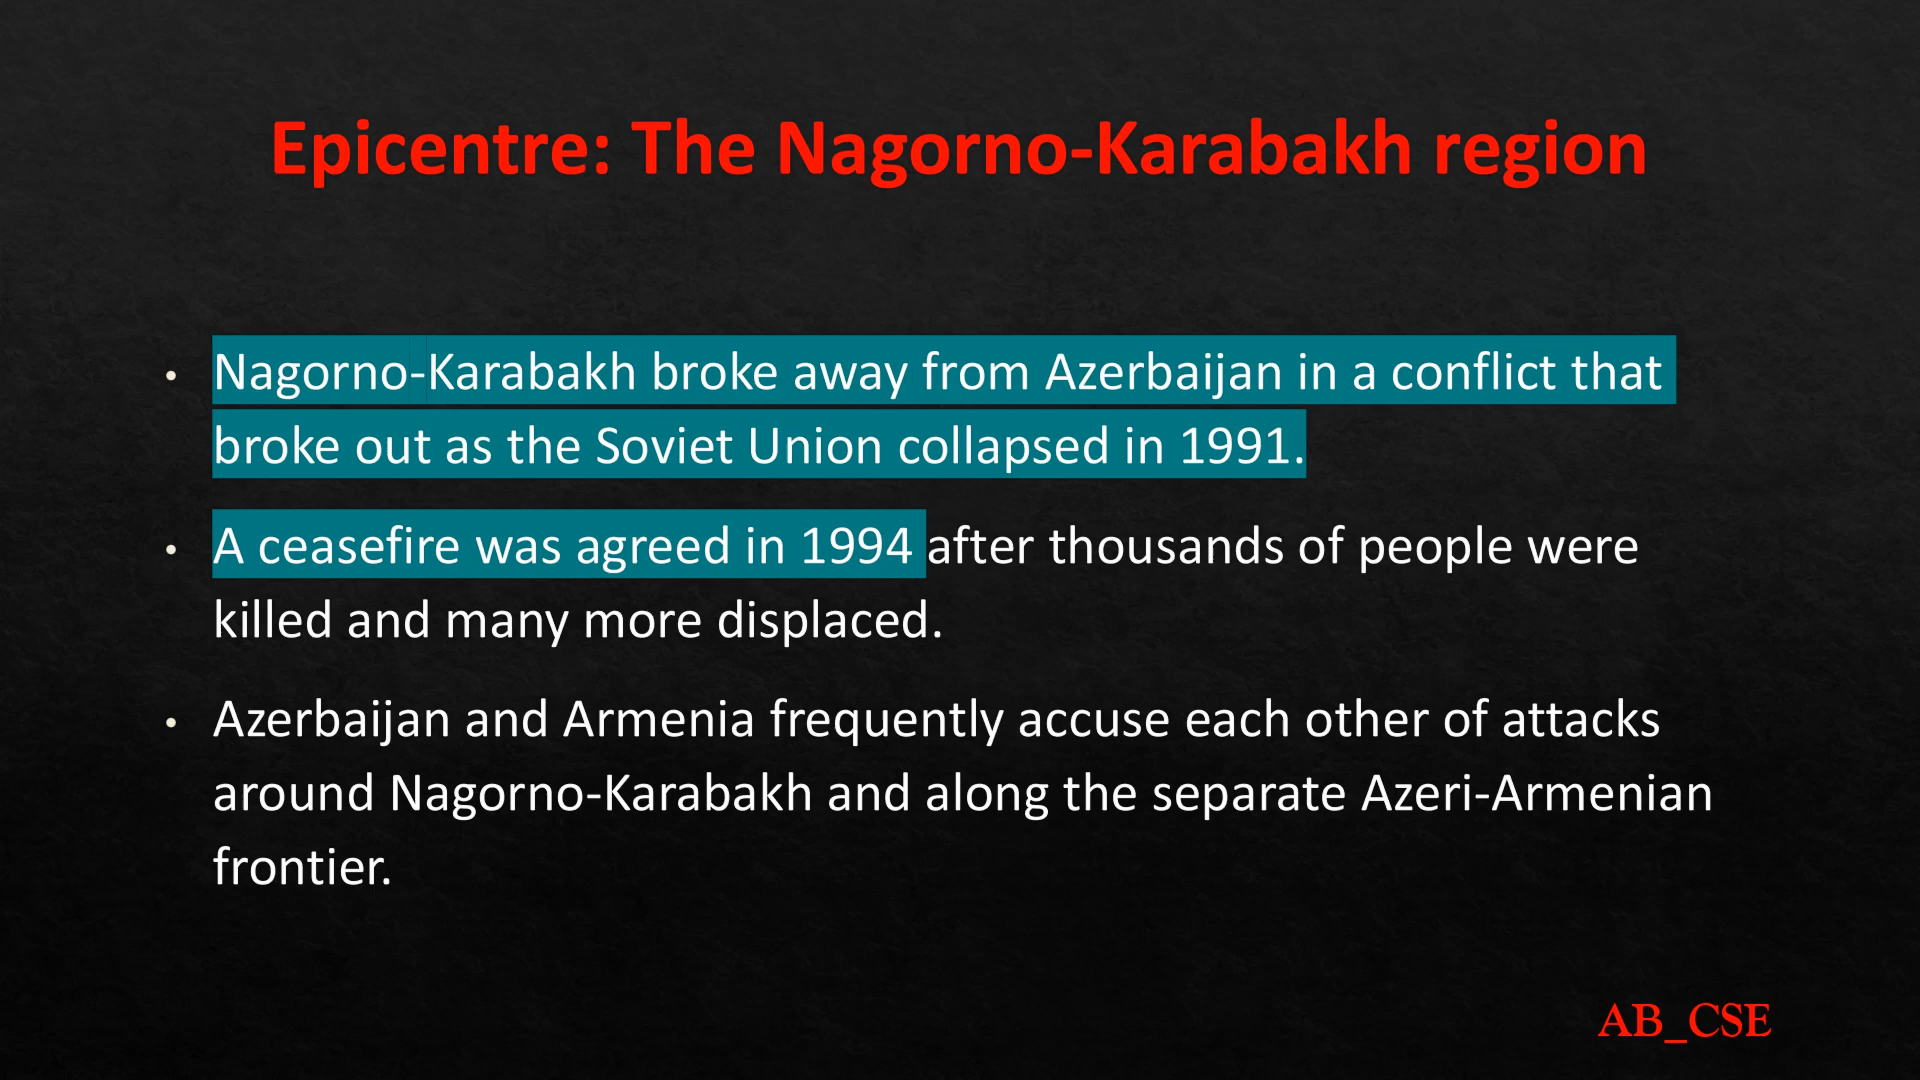 Epicentre: The Nagorno-Karabakh region
• Nagorno-Karabakh broke away from Azerbaijan in a conflict that
broke out as the Soviet Union collapsed in 1991.
• A ceasefire was agreed in 1994 after thousands of people were
killed and many more displaced.
• Azerbaijan and Armenia frequently accuse each other of attacks
around Nagorno-Karabakh and along the separate Azeri-Armenian
frontier.
AB_CSE